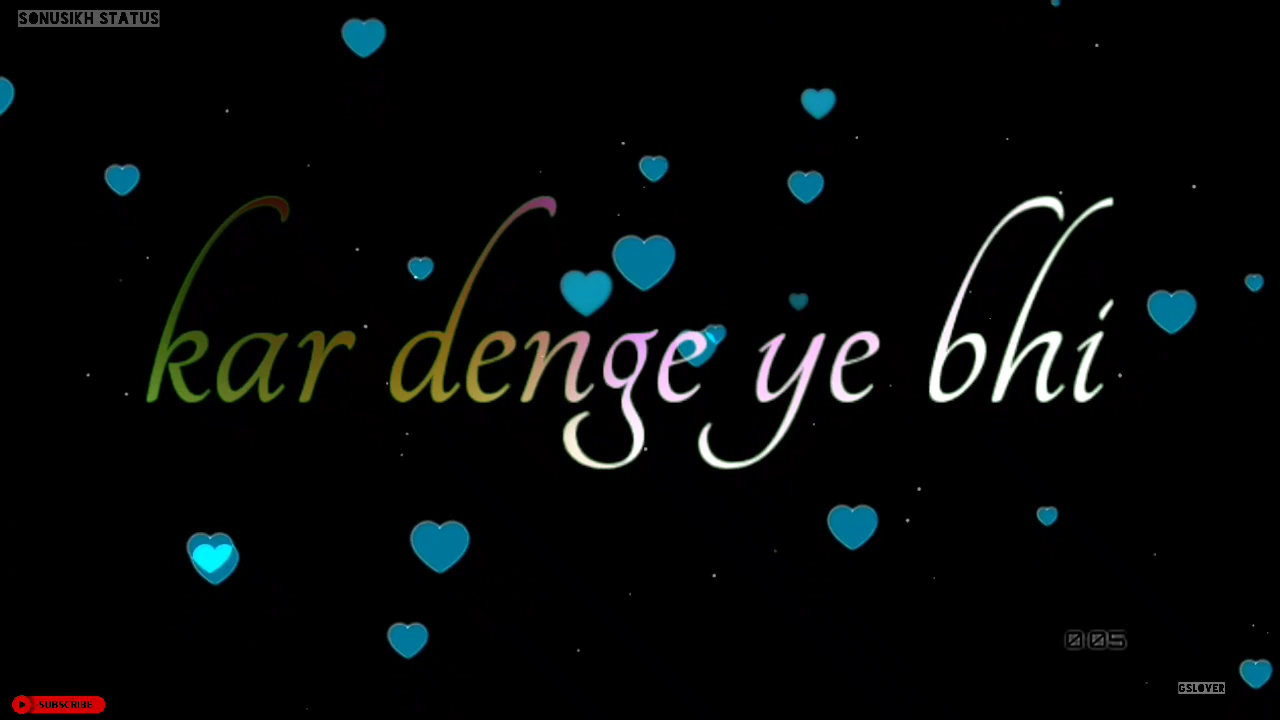 SONUSIKH STATUS
kar denge ye bhi
005
GSLOVER
SUBSCRIBE